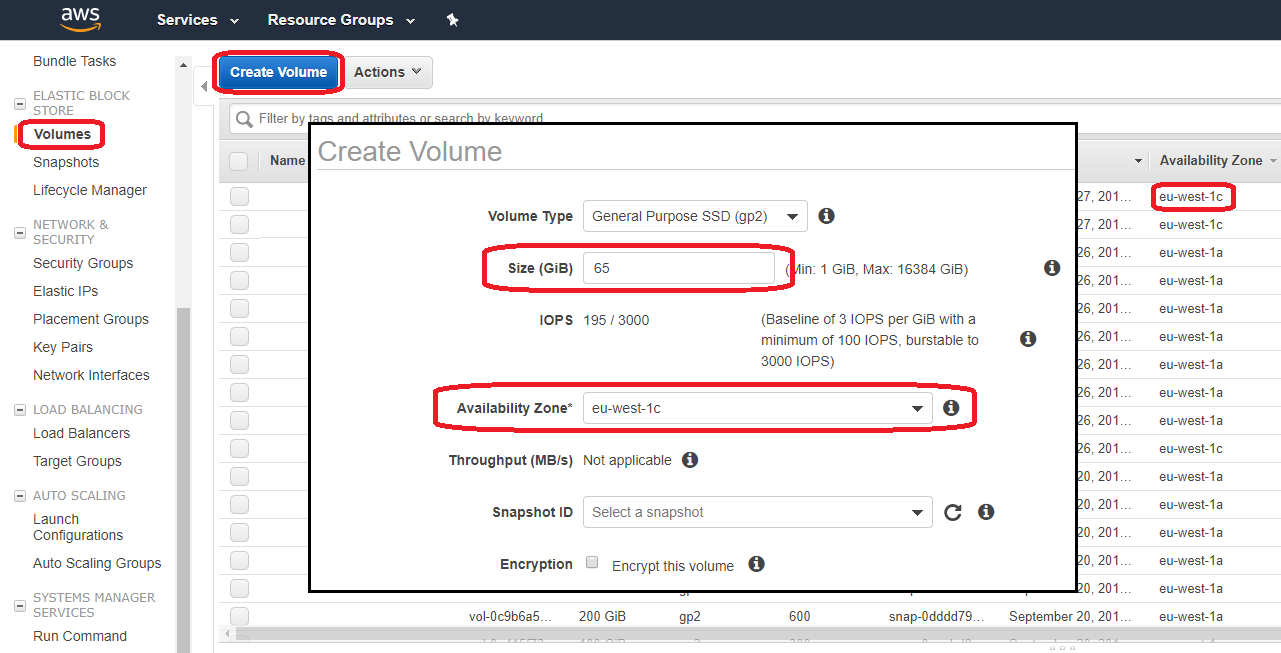 aws Services Resource Groups
Bundle Tasks
ELASTIC BLOCK
STORE
Volumes
Snapshots
Lifecycle Manager
NETWORK &
SECURITY
Security Groups
Elastic IPs
Placement Groups
Key Pairs
Network Interfaces
LOAD BALANCING
Load Balancers
Target Groups
AUTO SCALING
Launch
Configurations
Auto Scaling Groups
SYSTEMS MANAGER
SERVICES
Run Command
Create Volume Actions
Filter by tags and attributes or search by keyword
Name Availability Zone
Create Volume
Volume Type General Purpose SSD (gp2)
Size (GiB) 65 (Min: 1 GiB, Max: 16384 GiB)
IOPS 195 / 3000 (Baseline of 3 IOPS per GiB with a
minimum of 100 IOPS, burstable to
3000 IOPS)
Availability Zone* eu-west-1c
Throughput (MB/s) Not applicable
Snapshot ID Select a snapshot
Encryption Encrypt this volume
27, 201... eu-west-1c
27, 201... eu-west-1c
26, 201... eu-west-1a
26, 201... eu-west-1a
26, 201... eu-west-1a
26, 201... eu-west-1a
26, 201... eu-west-1a
26, 201... eu-west-1a
26, 201... eu-west-1a
26, 201... eu-west-1c
20, 201... eu-west-1a
20, 201... eu-west-1a
20, 201... eu-west-1a
20, 201... eu-west-1a
20, 201... eu-west-1a
vol-0c9b6a5... 200 GiB gp2 600 snap-0dddd79... September 20, 201... eu-west-1a